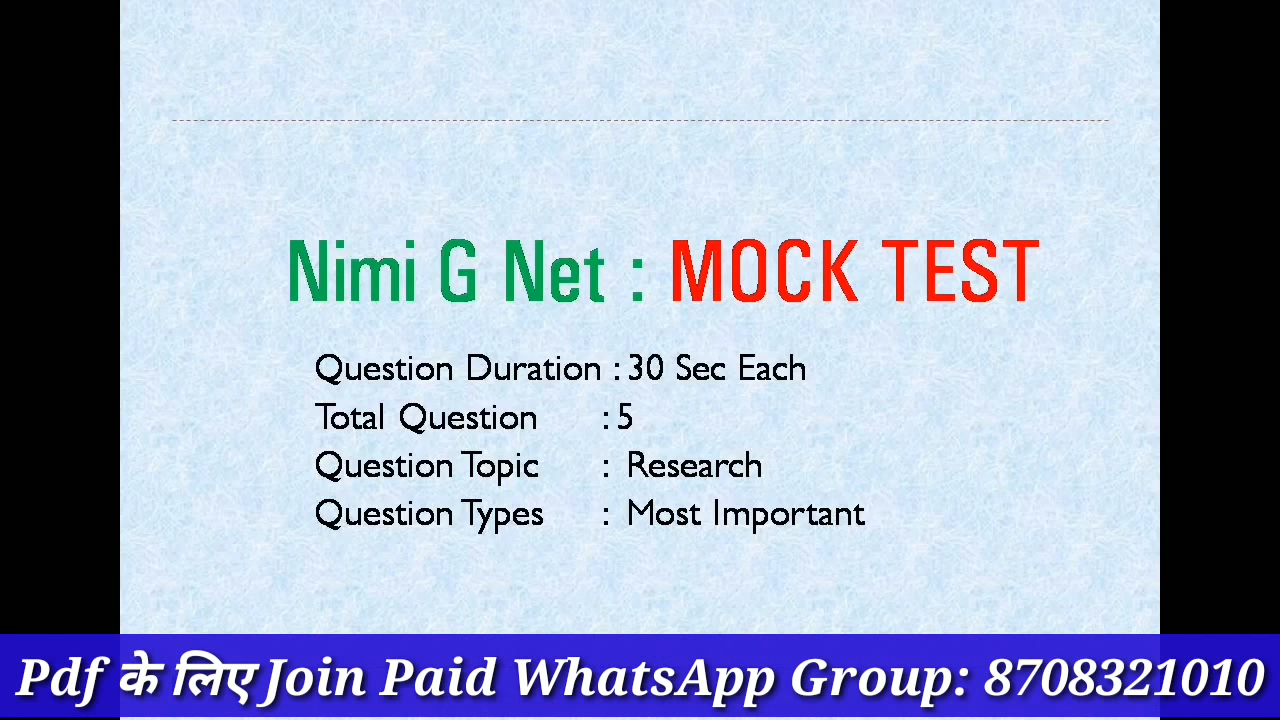 Nimi G Net : MOCK TEST
Question Duration : 30 Sec Each
Total Question : 5
Question Topic : Research
Question Types : Most Important
Pdf के लिए Join Paid WhatsApp Group: 8708321010